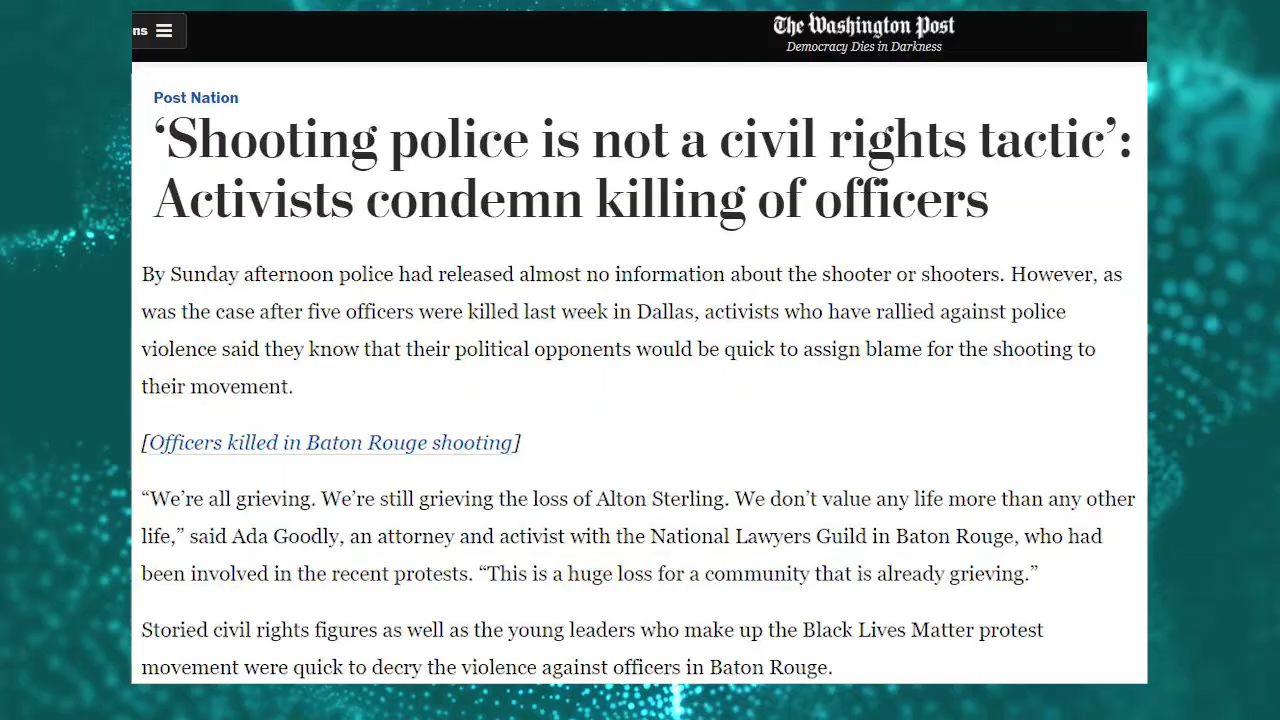 ns
The Washington Post
Democracy Dies in Darkness
Post Nation
‘Shooting police is not a civil rights tactic’:
Activists condemn killing of officers
By Sunday afternoon police had released almost no information about the shooter or shooters. However, as
was the case after five officers were killed last week in Dallas, activists who have rallied against police
violence said they know that their political opponents would be quick to assign blame for the shooting to
their movement.
[Officers killed in Baton Rouge shooting]
“We’re all grieving. We’re still grieving the loss of Alton Sterling. We don’t value any life more than any other
life,” said Ada Goodly, an attorney and activist with the National Lawyers Guild in Baton Rouge, who had
been involved in the recent protests. “This is a huge loss for a community that is already grieving.”
Storied civil rights figures as well as the young leaders who make up the Black Lives Matter protest
movement were quick to decry the violence against officers in Baton Rouge.